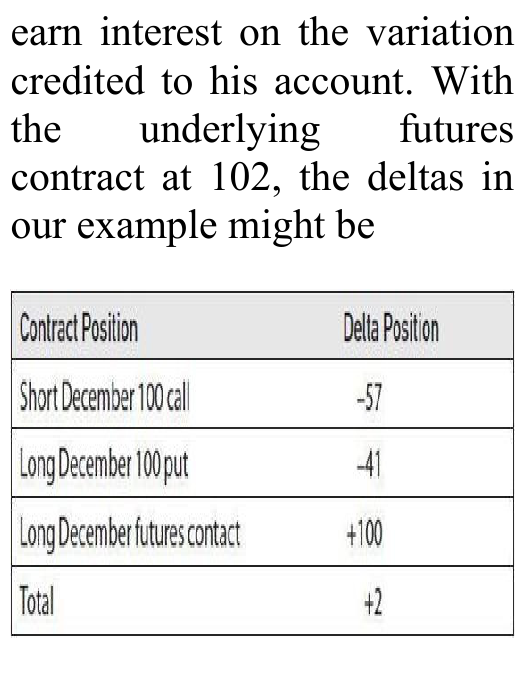 earn interest on the variation
credited to his account. With
the underlying futures
contract at 102, the deltas in
our example might be
Contract Position Delta Position
Short December 100 call –57
Long December 100 put –41
Long December futures contact +100
Total +2